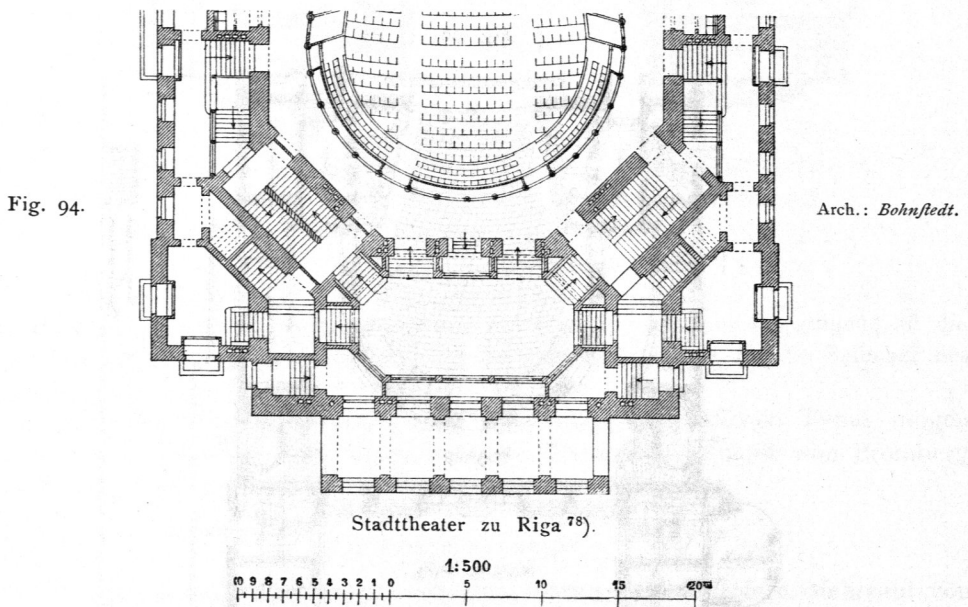 Fig. 94.
Arch.: Bohnſtedt.
Stadttheater zu Riga ⁷⁸).
1:500
10 9 8 7 6 5 4 3 2 1 0 5 10 15 20m